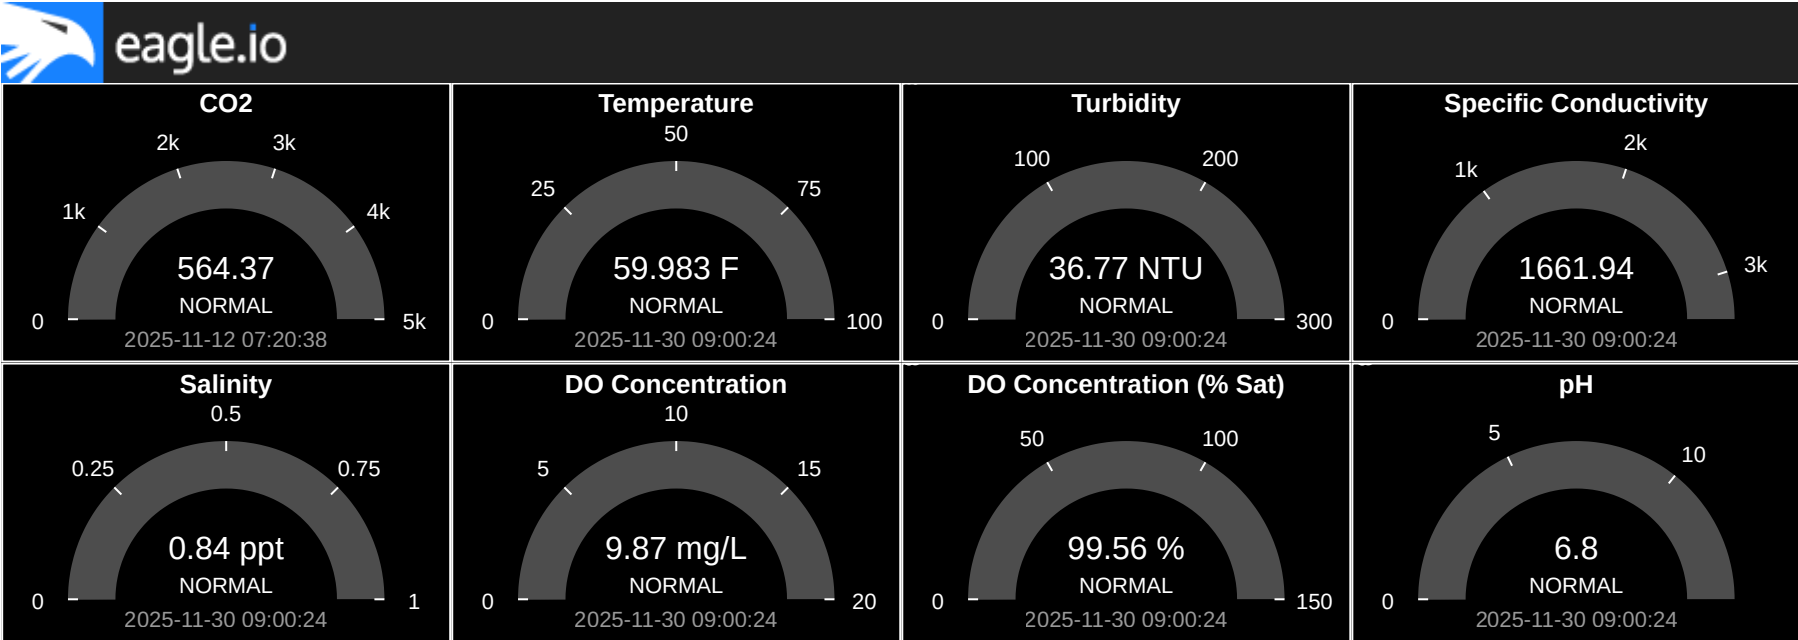 eagle.io
CO2
2k
3k
1k
4k
564.37
NORMAL
0
5k
2025-11-12 07:20:38
Temperature
50
25
75
59.983 F
NORMAL
0
100
2025-11-30 09:00:24
Turbidity
100
200
36.77 NTU
NORMAL
0
300
2025-11-30 09:00:24
Specific Conductivity
2k
1k
3k
1661.94
NORMAL
0
2025-11-30 09:00:24
Salinity
0.5
0.25
0.75
0.84 ppt
NORMAL
0
1
2025-11-30 09:00:24
DO Concentration
10
5
15
9.87 mg/L
NORMAL
0
20
2025-11-30 09:00:24
DO Concentration (% Sat)
50
100
99.56 %
NORMAL
0
150
2025-11-30 09:00:24
pH
5
10
6.8
NORMAL
0
2025-11-30 09:00:24